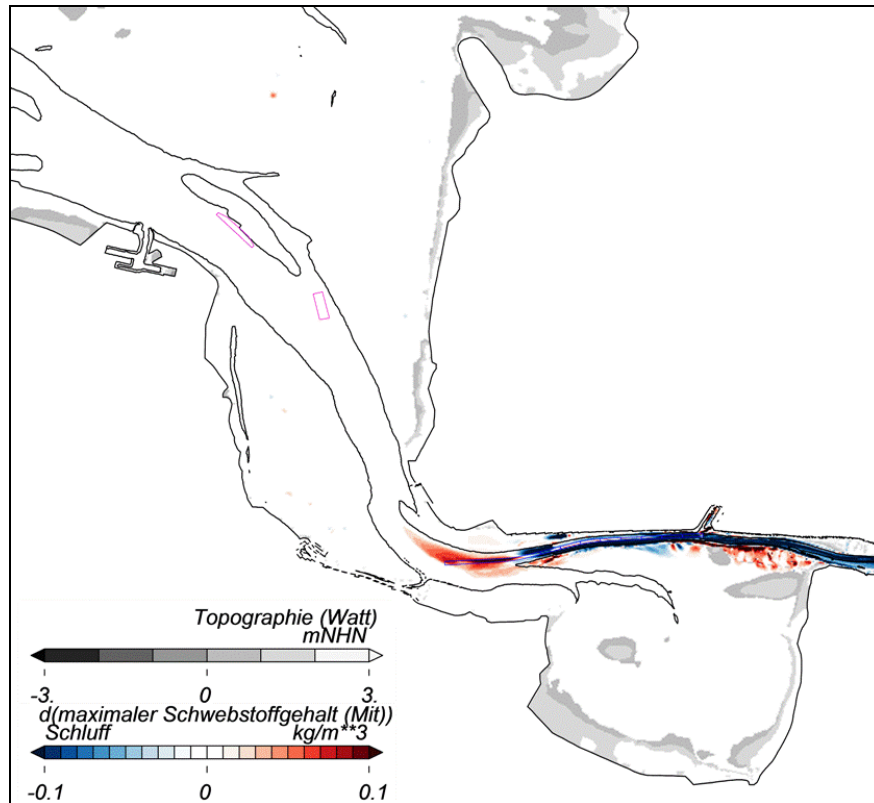 Topographie (Watt)
mNHN
-3. 0 3.
d(maximaler Schwebstoffgehalt (Mit))
Schluff kg/m**3
-0.1 0 0.1